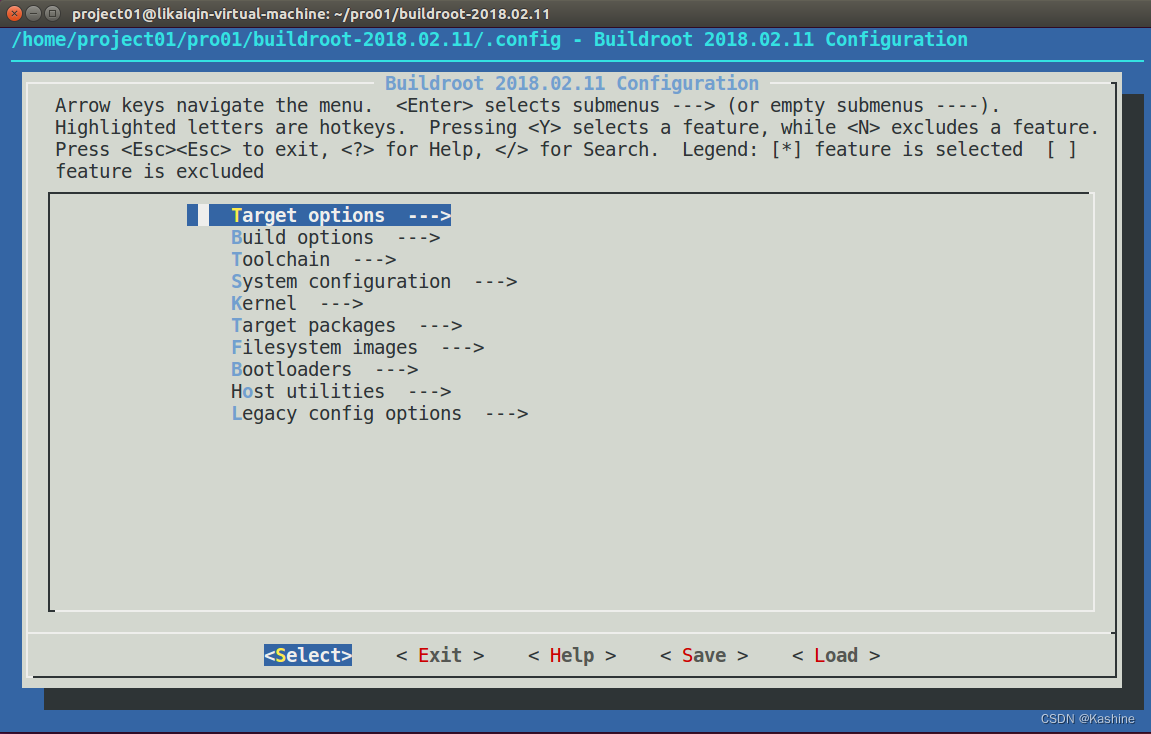 project01@likaiqin-virtual-machine: ~/pro01/buildroot-2018.02.11
/home/project01/pro01/buildroot-2018.02.11/.config - Buildroot 2018.02.11 Configuration
Buildroot 2018.02.11 Configuration
Arrow keys navigate the menu.  <Enter> selects submenus ---> (or empty submenus ----).
Highlighted letters are hotkeys.  Pressing <Y> selects a feature, while <N> excludes a feature.
Press <Esc><Esc> to exit, <?> for Help, </> for Search.  Legend: [*] feature is selected  [ ]
feature is excluded
Target options  --->
Build options  --->
Toolchain  --->
System configuration  --->
Kernel  --->
Target packages  --->
Filesystem images  --->
Bootloaders  --->
Host utilities  --->
Legacy config options  --->
<Select>    < Exit >    < Help >    < Save >    < Load >
CSDN @Kashine